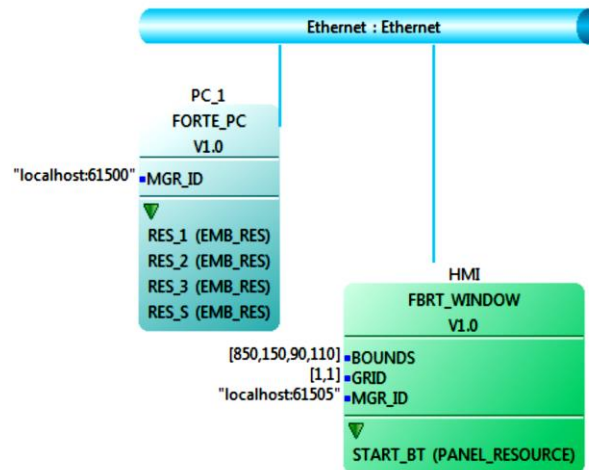 Ethernet : Ethernet
PC_1
FORTE_PC
V1.0
"localhost:61500" MGR_ID
RES_1 (EMB_RES)
RES_2 (EMB_RES)
RES_3 (EMB_RES)
RES_S (EMB_RES)
HMI
FBRT_WINDOW
V1.0
[850,150,90,110] BOUNDS
[1,1] GRID
"localhost:61505" MGR_ID
START_BT (PANEL_RESOURCE)